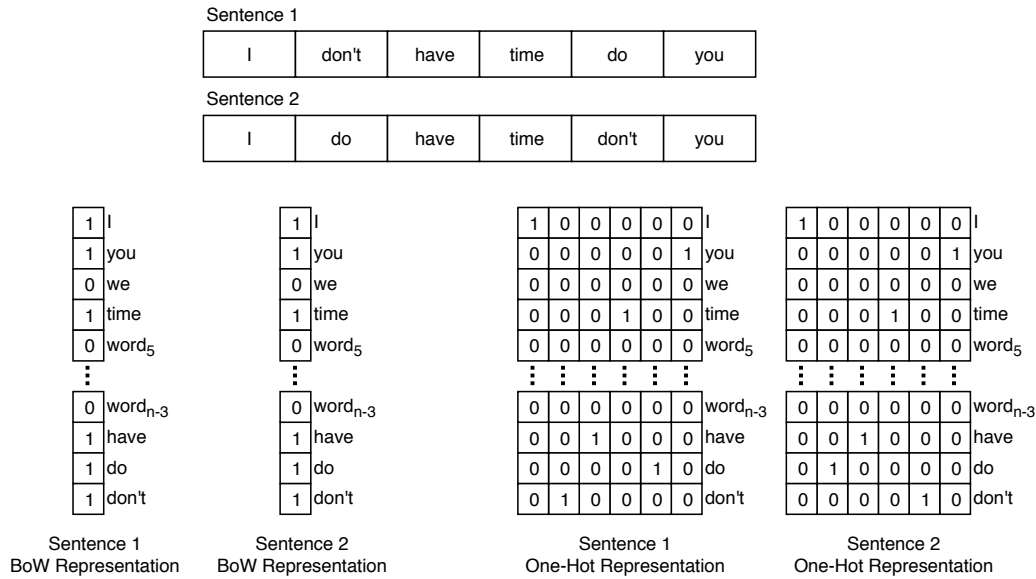 Sentence 1
I don't have time do you
Sentence 2
I do have time don't you
1 I 1 I 1 0 0 0 0 0 I 1 0 0 0 0 0 I
1 you 1 you 0 0 0 0 0 1 you 0 0 0 0 0 1 you
0 we 0 we 0 0 0 0 0 0 we 0 0 0 0 0 0 we
1 time 1 time 0 0 0 1 0 0 time 0 0 0 1 0 0 time
0 word5 0 word5 0 0 0 0 0 0 word5 0 0 0 0 0 0 word5
0 wordn-3 0 wordn-3 0 0 0 0 0 0 wordn-3 0 0 0 0 0 0 wordn-3
1 have 1 have 0 0 1 0 0 0 have 0 0 1 0 0 0 have
1 do 1 do 0 0 0 0 1 0 do 0 1 0 0 0 0 do
1 don't 1 don't 0 1 0 0 0 0 don't 0 0 0 0 1 0 don't
Sentence 1 Sentence 2 Sentence 1 Sentence 2
BoW Representation BoW Representation One-Hot Representation One-Hot Representation